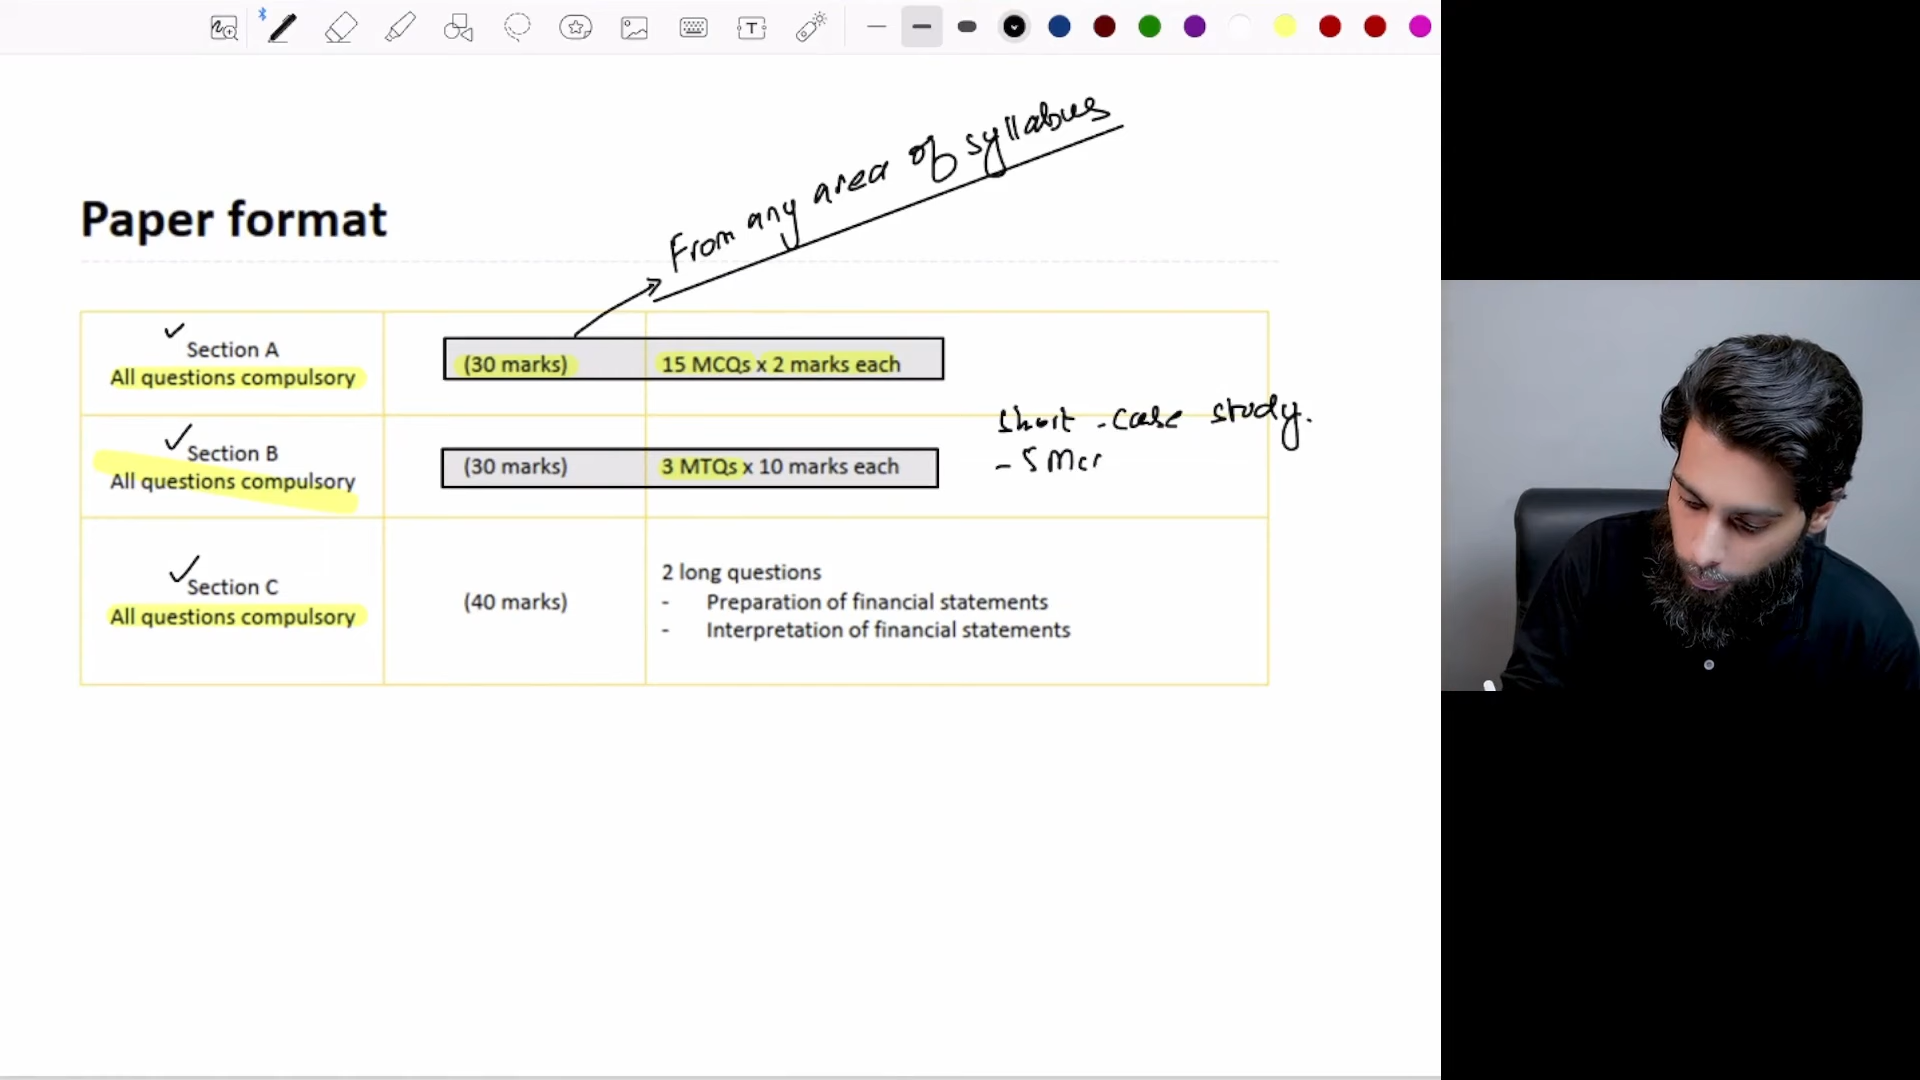 From any area of syllabus
Paper format
Section A
All questions compulsory
(30 marks)
15 MCQs x 2 marks each
Section B
All questions compulsory
(30 marks)
3 MTQs x 10 marks each
short - case study.
- 5 Mcr
Section C
All questions compulsory
(40 marks)
2 long questions
- Preparation of financial statements
- Interpretation of financial statements